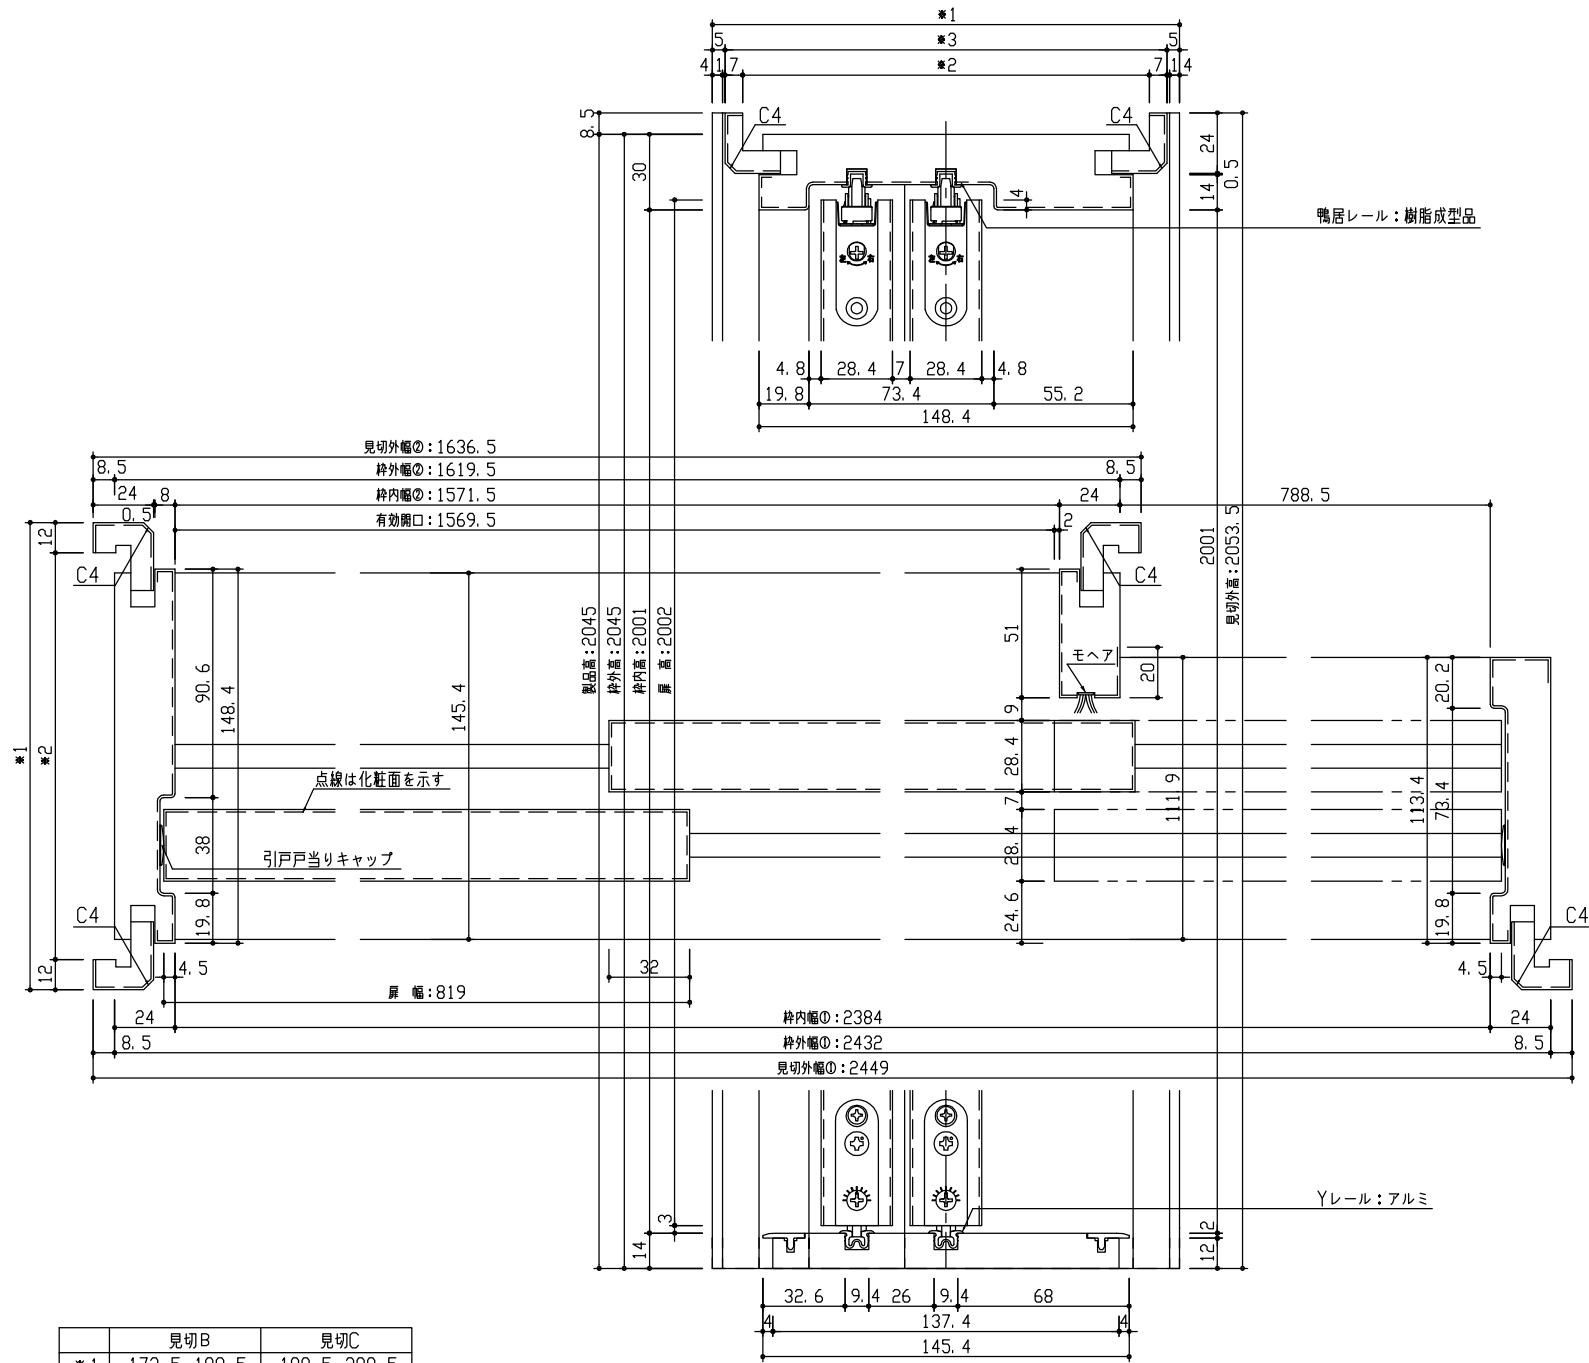 ※1
5 ※3 5
4 1 7 ※2 7 1 4
8.5
C4 C4
24
0.5
30
14
4
鴨居レール：樹脂成型品
左 右 左 右
4.8 28.4 7 28.4 4.8
19.8 73.4 55.2
148.4
見切外幅②：1636.5
8.5 枠外幅②：1619.5 8.5
24 8 枠内幅②：1571.5 24 788.5
0.5 有効開口：1569.5 2
12
C4 C4
2001
見切外高：2053.5
製品高：2045
枠外高：2045
枠内高：2001
扉 高：2002
※1
※2
90.6
148.4
145.4
51
モヘア
20
9
20.2
28.4
7
111.9
113.4
73.4
点線は化粧面を示す
38
28.4
引戸戸当りキャップ
19.8
24.6
19.8
C4 C4
12
4.5 32 4.5
扉 幅：819
24 枠内幅①：2384 24
8.5 枠外幅①：2432 8.5
見切外幅①：2449
Yレール：アルミ
3
14
2
12
32.6 9.4 26 9.4 68
4 137.4 4
145.4
見切B 見切C